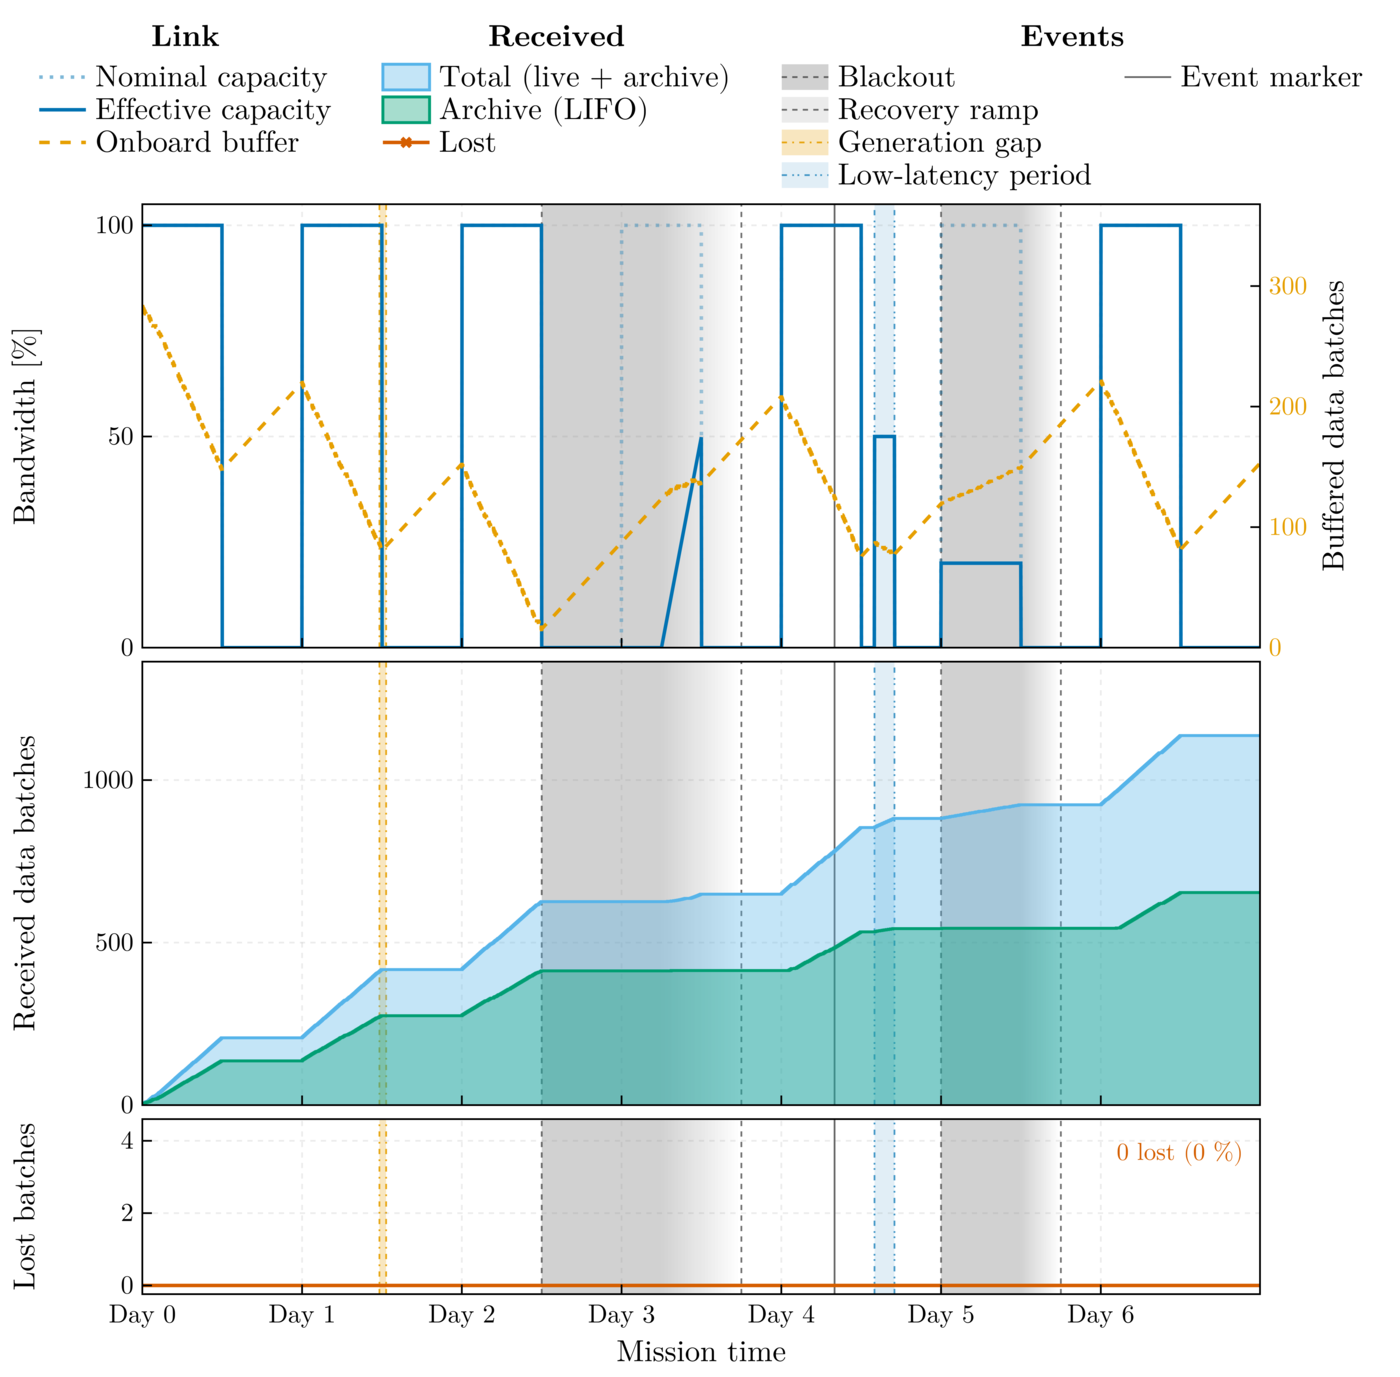 Link
Received
Events
Nominal capacity
Effective capacity
Onboard buffer
Total (live + archive)
Archive (LIFO)
Lost
Blackout
Recovery ramp
Generation gap
Low-latency period
Event marker
Bandwidth [%]
100
50
0
Buffered data batches
300
200
100
0
Received data batches
1000
500
0
Lost batches
4
2
0
0 lost (0 %)
Day 0 Day 1 Day 2 Day 3 Day 4 Day 5 Day 6
Mission time